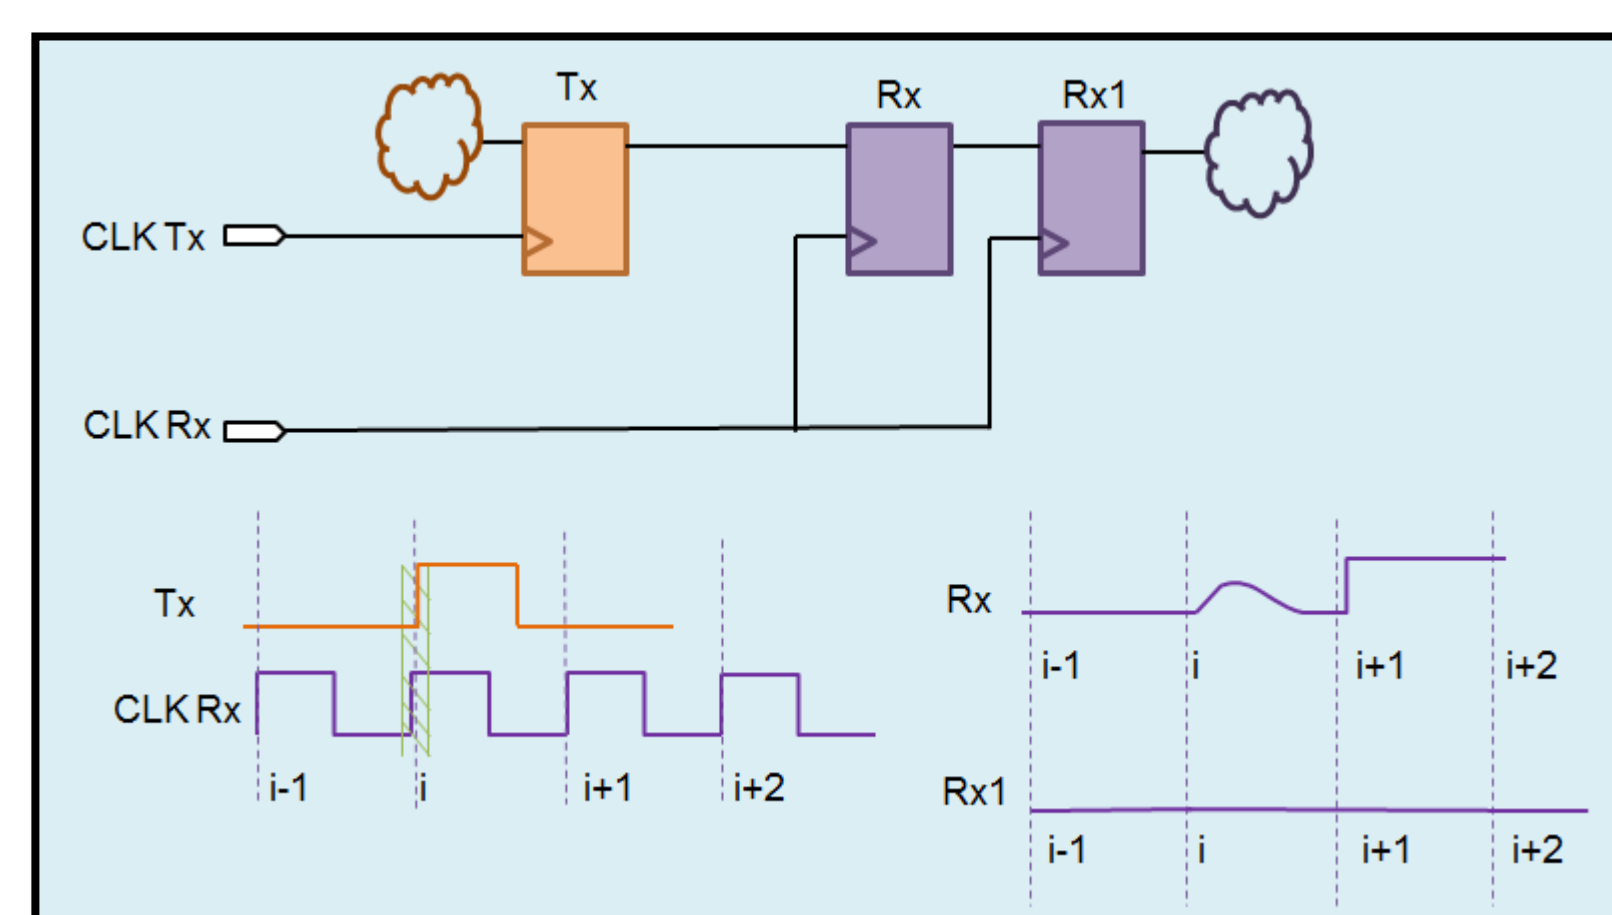 Tx
Rx
Rx1
CLK Tx
CLK Rx
Tx
CLK Rx
i-1
i
i+1
i+2
Rx
i-1
i
i+1
i+2
Rx1
i-1
i
i+1
i+2